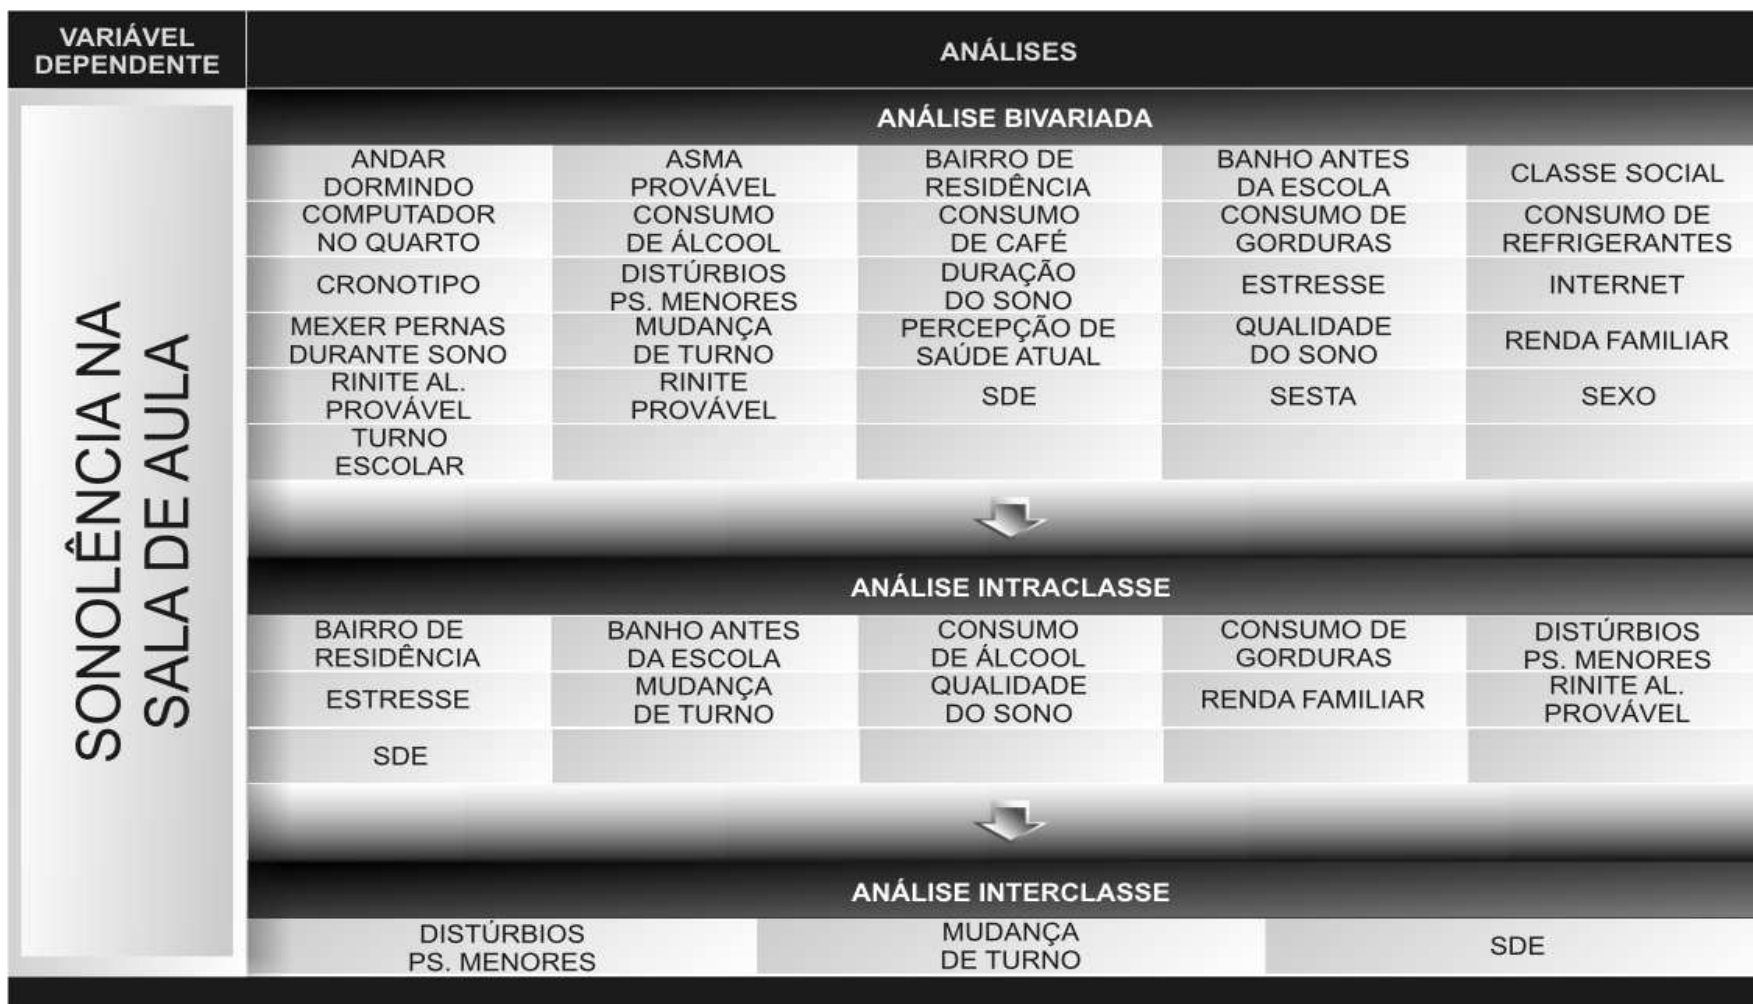 VARIÁVEL
DEPENDENTE
ANÁLISES
SONOLÊNCIA NA
SALA DE AULA
ANÁLISE BIVARIADA
ANDAR
DORMINDO
ASMA
PROVÁVEL
BAIRRO DE
RESIDÊNCIA
BANHO ANTES
DA ESCOLA
CLASSE SOCIAL
COMPUTADOR
NO QUARTO
CONSUMO
DE ÁLCOOL
CONSUMO
DE CAFÉ
CONSUMO DE
GORDURAS
CONSUMO DE
REFRIGERANTES
CRONOTIPO
DISTÚRBIOS
PS. MENORES
DURAÇÃO
DO SONO
ESTRESSE
INTERNET
MEXER PERNAS
DURANTE SONO
MUDANÇA
DE TURNO
PERCEPÇÃO DE
SAÚDE ATUAL
QUALIDADE
DO SONO
RENDA FAMILIAR
RINITE AL.
PROVÁVEL
RINITE
PROVÁVEL
SDE
SESTA
SEXO
TURNO
ESCOLAR
ANÁLISE INTRACLASSE
BAIRRO DE
RESIDÊNCIA
BANHO ANTES
DA ESCOLA
CONSUMO
DE ÁLCOOL
CONSUMO DE
GORDURAS
DISTÚRBIOS
PS. MENORES
ESTRESSE
MUDANÇA
DE TURNO
QUALIDADE
DO SONO
RENDA FAMILIAR
RINITE AL.
PROVÁVEL
SDE
ANÁLISE INTERCLASSE
DISTÚRBIOS
PS. MENORES
MUDANÇA
DE TURNO
SDE